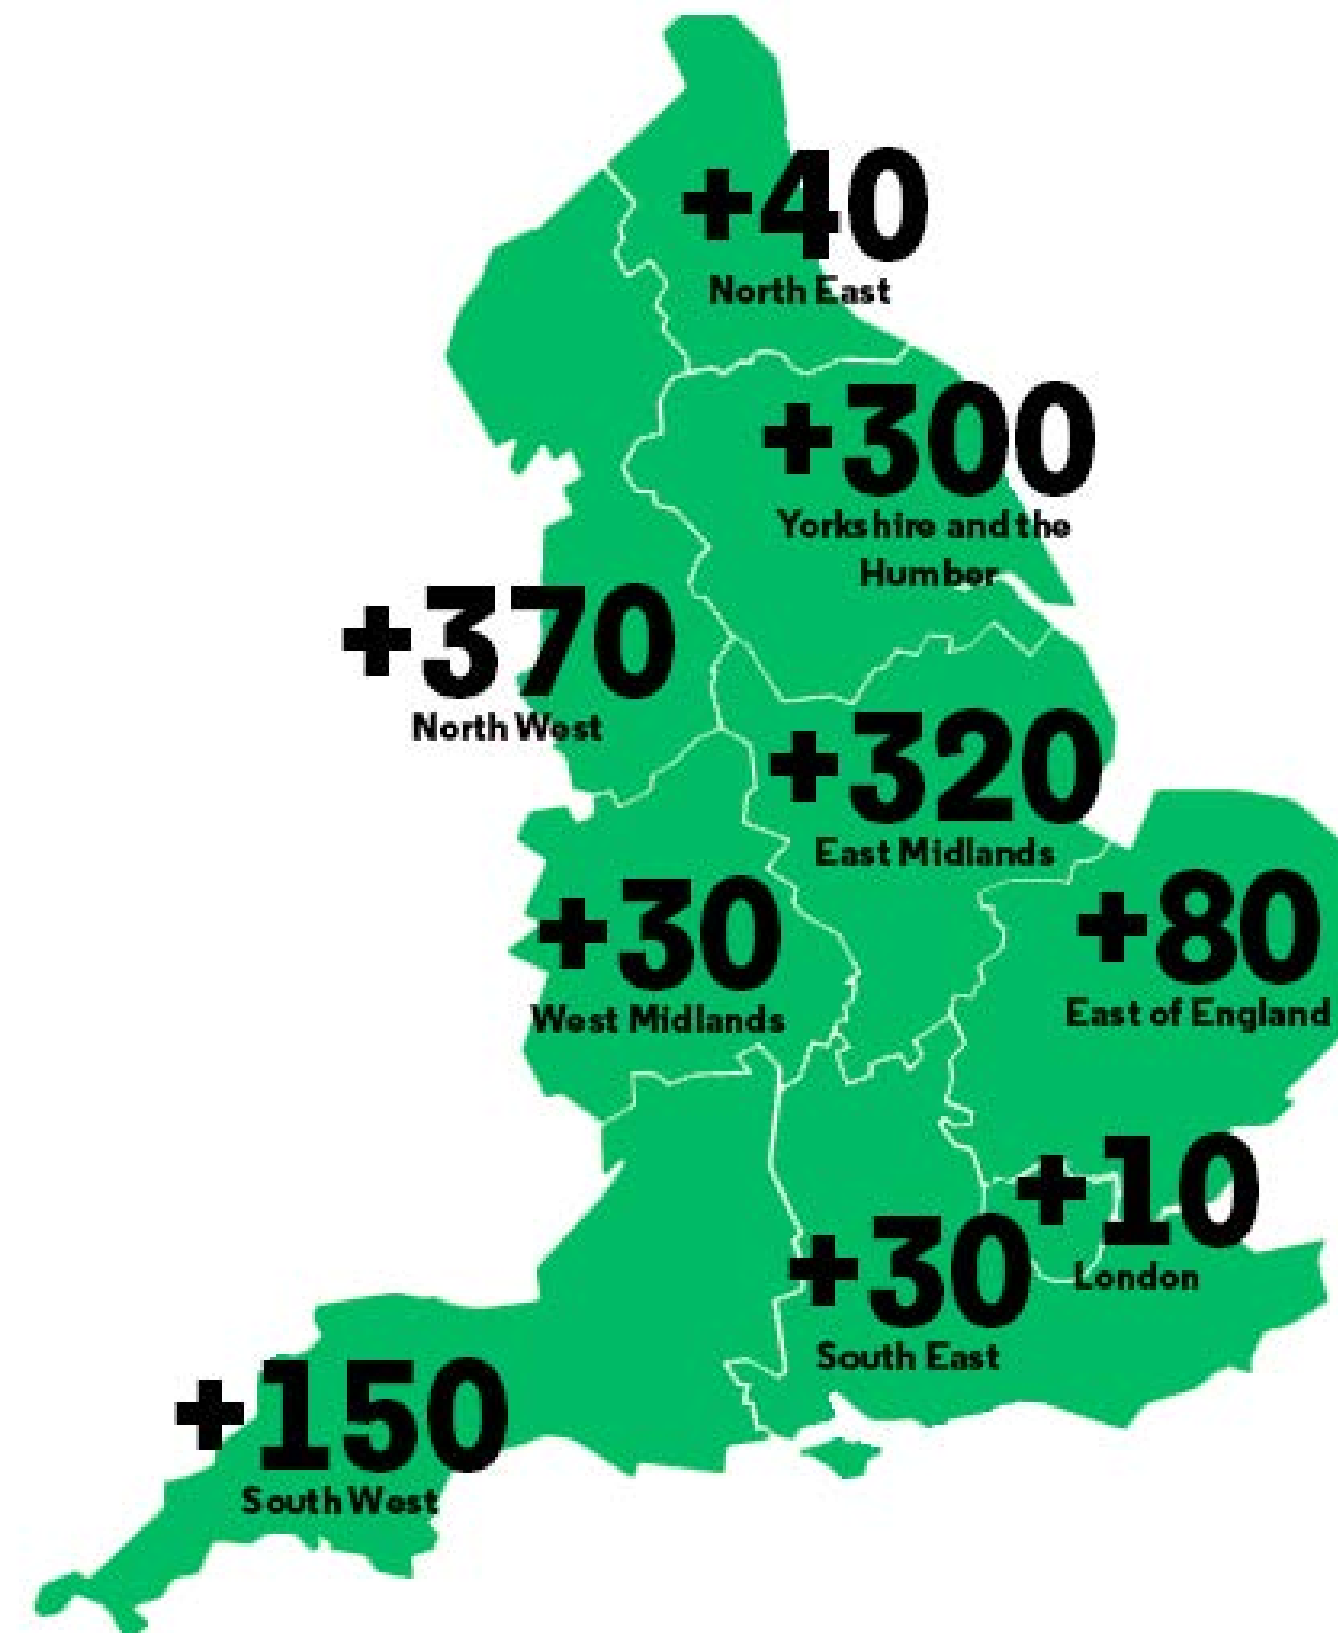 +40
North East
+300
Yorkshire and the
Humber
+370
North West
+320
East Midlands
+30
West Midlands
+80
East of England
+10
London
+30
South East
+150
South West